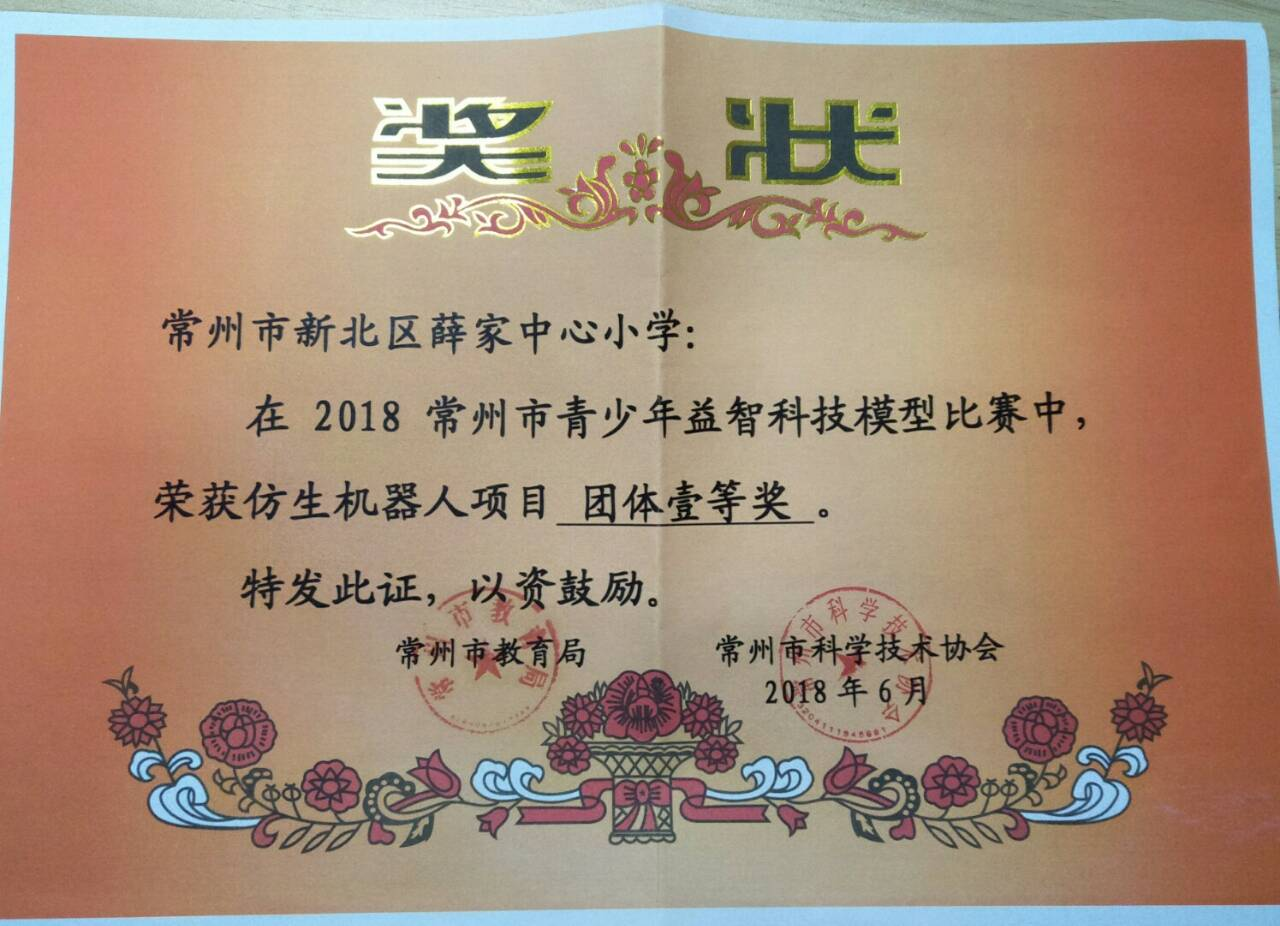 奖状
常州市新北区薛家中心小学:
在 2018 常州市青少年益智科技模型比赛中，
荣获仿生机器人项目 团体壹等奖 。
特发此证，以资鼓励。
常州市教育局 常州市科学技术协会
2018 年 6 月